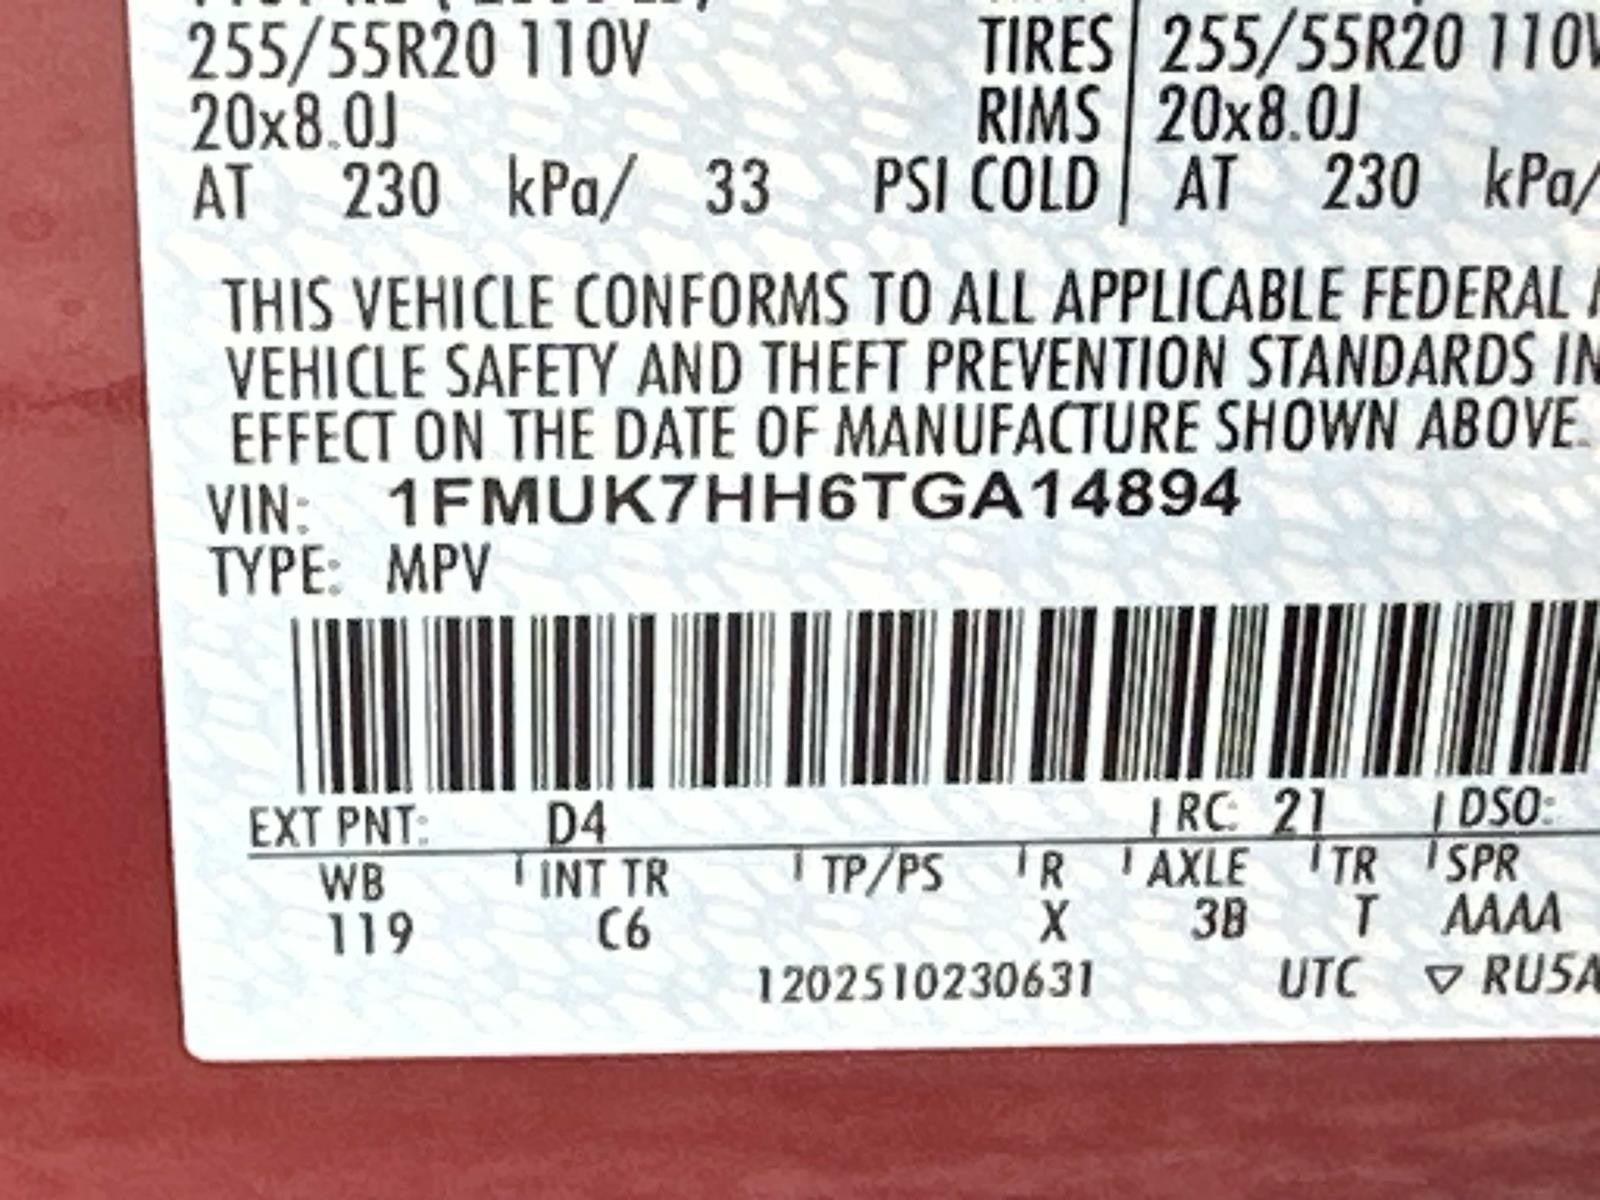 255/55R20 110V TIRES 255/55R20 110V
20x8.0J RIMS 20x8.0J
AT 230 kPa/ 33 PSI COLD AT 230 kPa/
THIS VEHICLE CONFORMS TO ALL APPLICABLE FEDERAL
VEHICLE SAFETY AND THEFT PREVENTION STANDARDS IN
EFFECT ON THE DATE OF MANUFACTURE SHOWN ABOVE.
VIN: 1FMUK7HH6TGA14894
TYPE: MPV
EXT PNT: D4 RC: 21 DSO:
WB INT TR TP/PS R AXLE TR SPR
119 C6 X 3B T AAAA
1202510230631 UTC ▽ RU5A